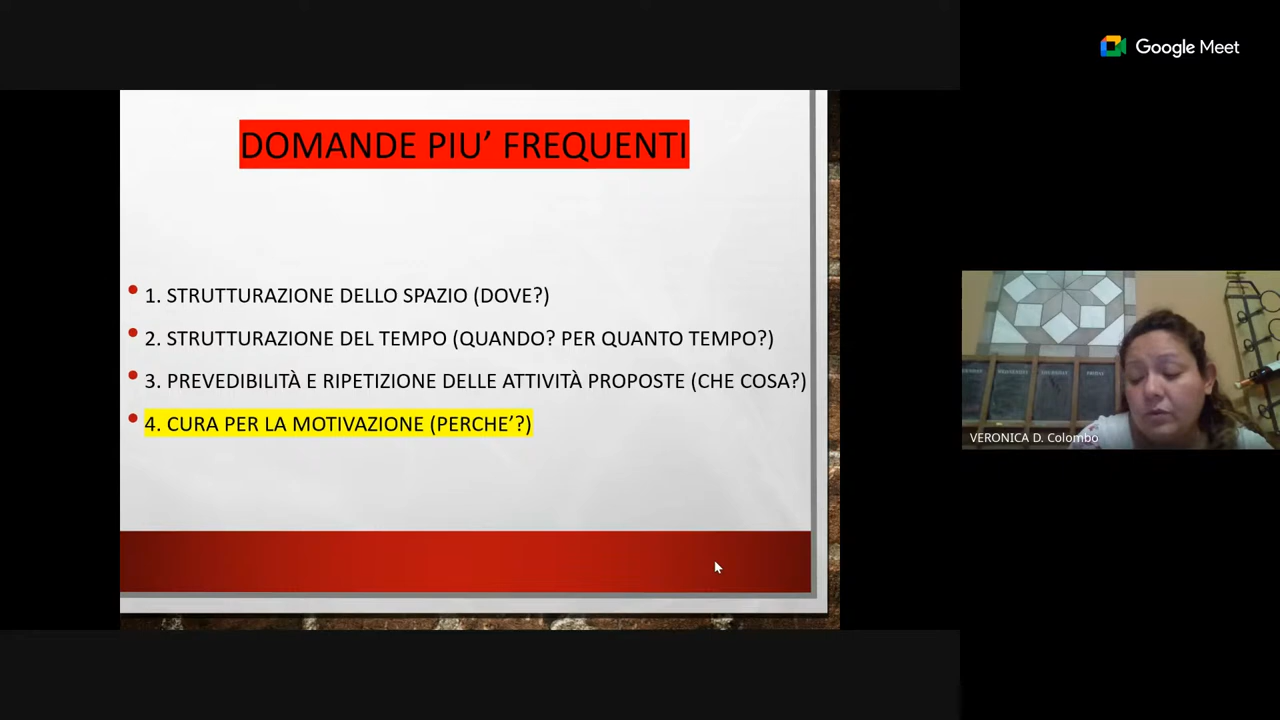 Google Meet
DOMANDE PIU’ FREQUENTI
1. STRUTTURAZIONE DELLO SPAZIO (DOVE?)
2. STRUTTURAZIONE DEL TEMPO (QUANDO? PER QUANTO TEMPO?)
3. PREVEDIBILITÀ E RIPETIZIONE DELLE ATTIVITÀ PROPOSTE (CHE COSA?)
4. CURA PER LA MOTIVAZIONE (PERCHE’?)
VERONICA D. Colombo